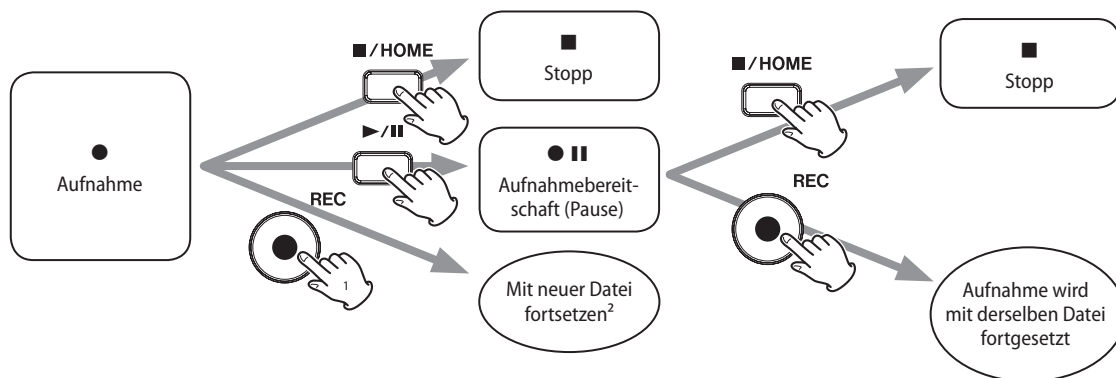 ●
Aufnahme
■/HOME
■
Stopp
►/II
● II
Aufnahmebereit-
schaft (Pause)
REC
1
Mit neuer Datei
fortsetzen²
■/HOME
■
Stopp
REC
Aufnahme wird
mit derselben Datei
fortgesetzt